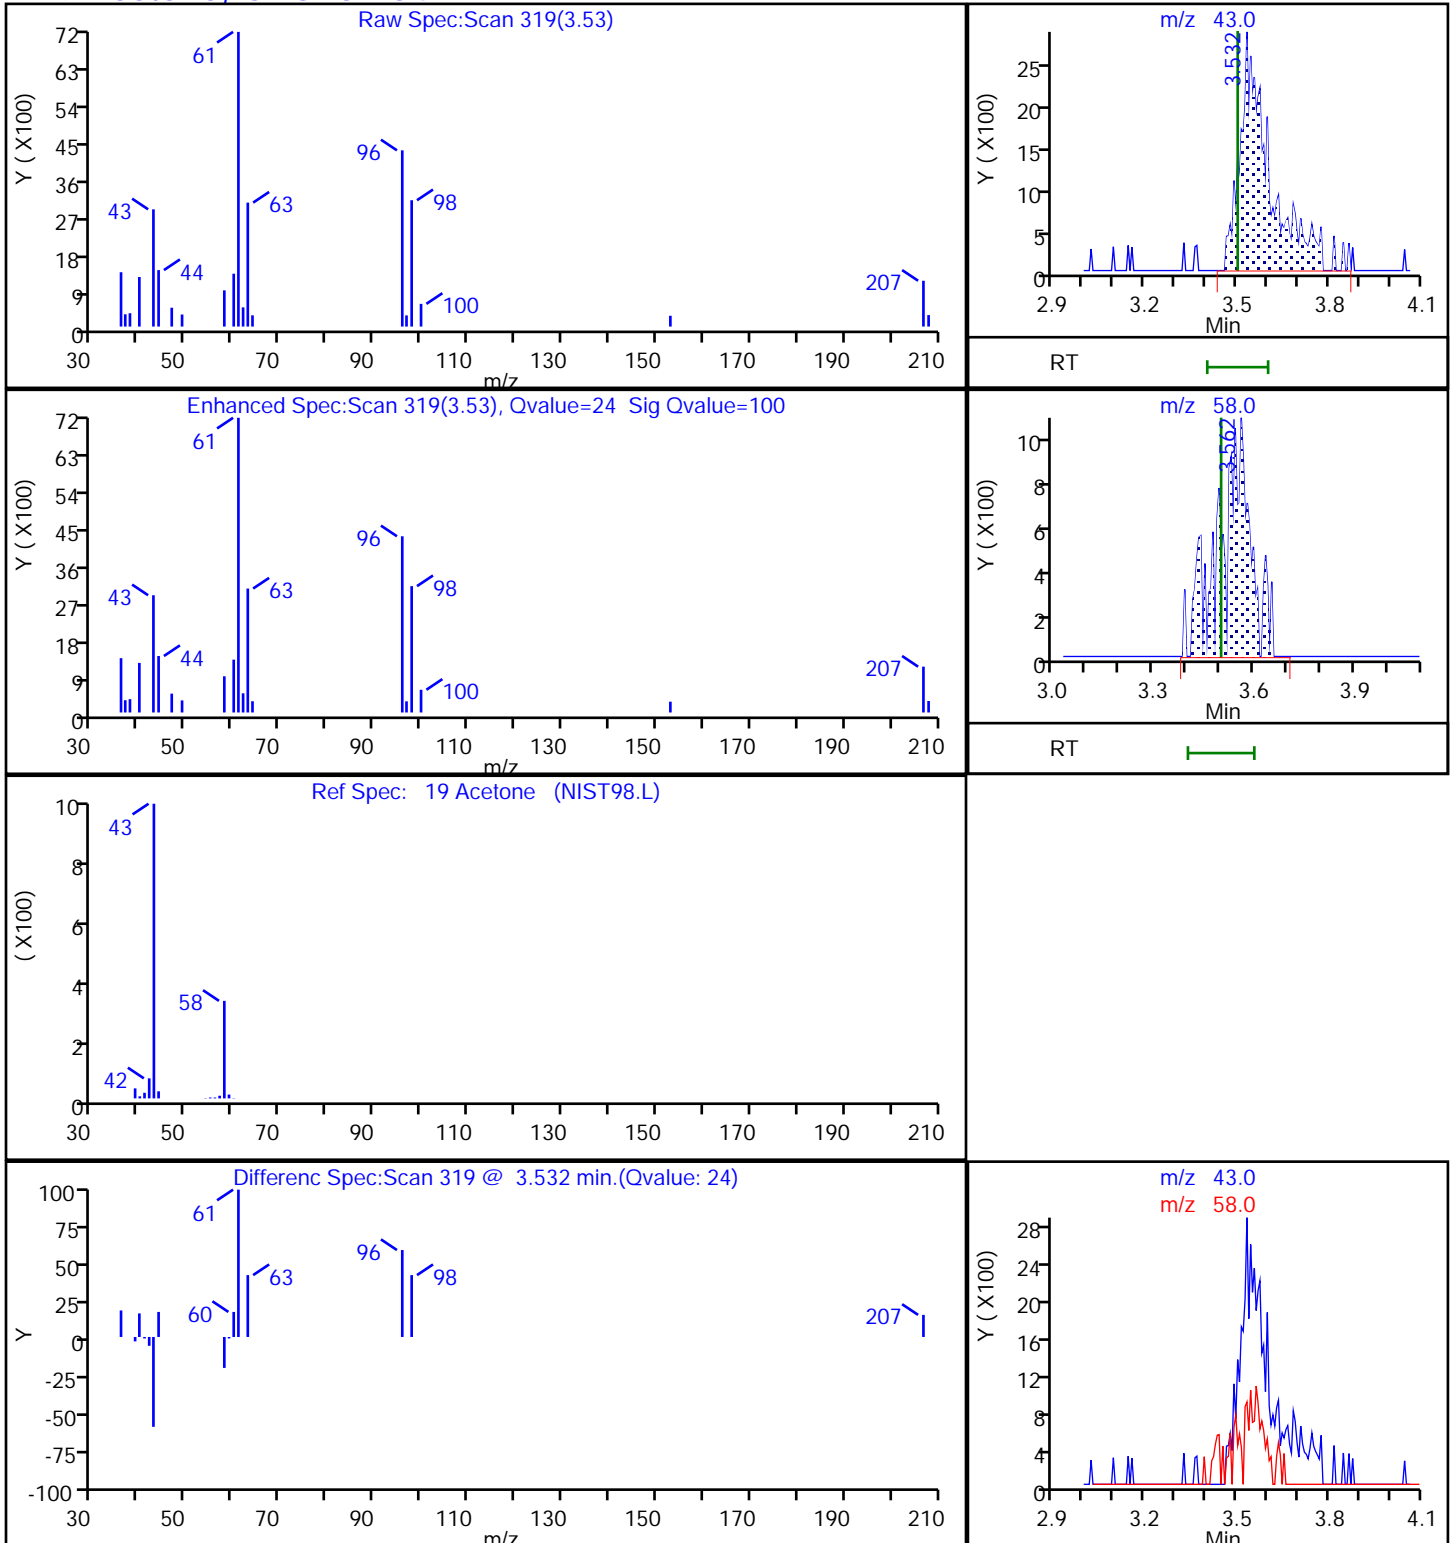 Raw Spec:Scan 319(3.53)
72
63
54
45
36
27
18
9
0
Y ( X100)
61
96
98
43
63
44
207
100
30 50 70 90 110 130 150 170 190 210
m/z
m/z 43.0
3.532
25
20
15
10
5
0
Y ( X100)
2.9 3.2 3.5 3.8 4.1
Min
RT
Enhanced Spec:Scan 319(3.53), Qvalue=24 Sig Qvalue=100
72
63
54
45
36
27
18
9
0
Y ( X100)
61
96
98
43
63
44
207
100
30 50 70 90 110 130 150 170 190 210
m/z
m/z 58.0
3.562
10
8
6
4
2
0
Y ( X100)
3.0 3.3 3.6 3.9
Min
RT
Ref Spec: 19 Acetone (NIST98.L)
10
8
6
4
2
0
( X100)
43
58
42
30 50 70 90 110 130 150 170 190 210
Differenc Spec:Scan 319 @ 3.532 min.(Qvalue: 24)
100
75
50
25
0
-25
-50
-75
-100
Y
61
96
63
98
60
207
30 50 70 90 110 130 150 170 190 210
m/z
m/z 43.0
m/z 58.0
28
24
20
16
12
8
4
0
Y ( X100)
2.9 3.2 3.5 3.8 4.1
Min